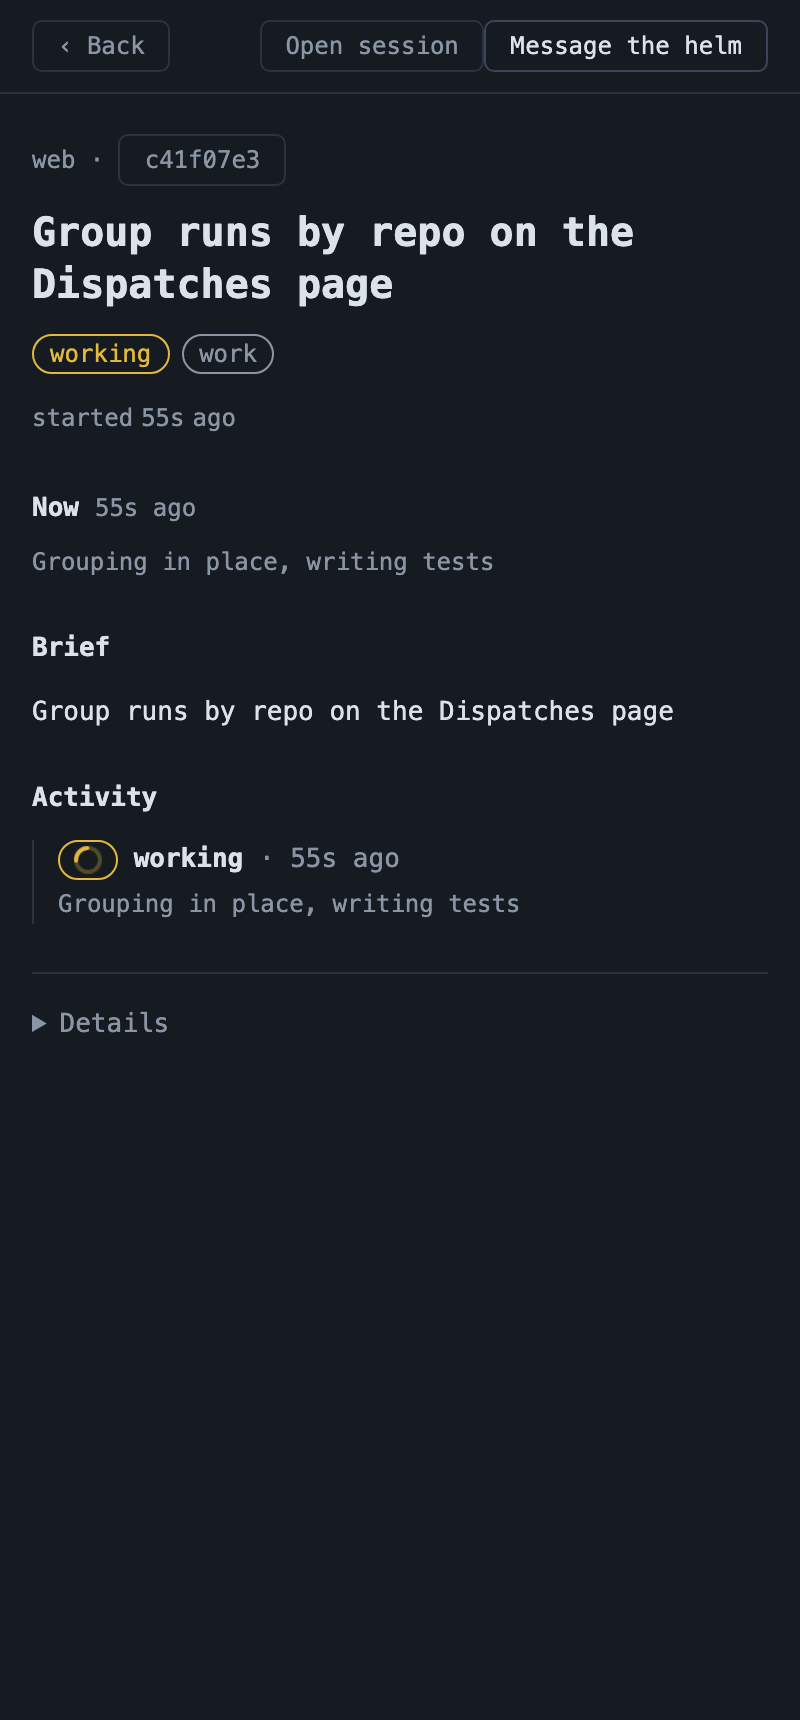 ‹ Back Open session Message the helm
web · c41f07e3
Group runs by repo on the
Dispatches page
working work
started 55s ago
Now 55s ago
Grouping in place, writing tests
Brief
Group runs by repo on the Dispatches page
Activity
working · 55s ago
Grouping in place, writing tests
▶ Details